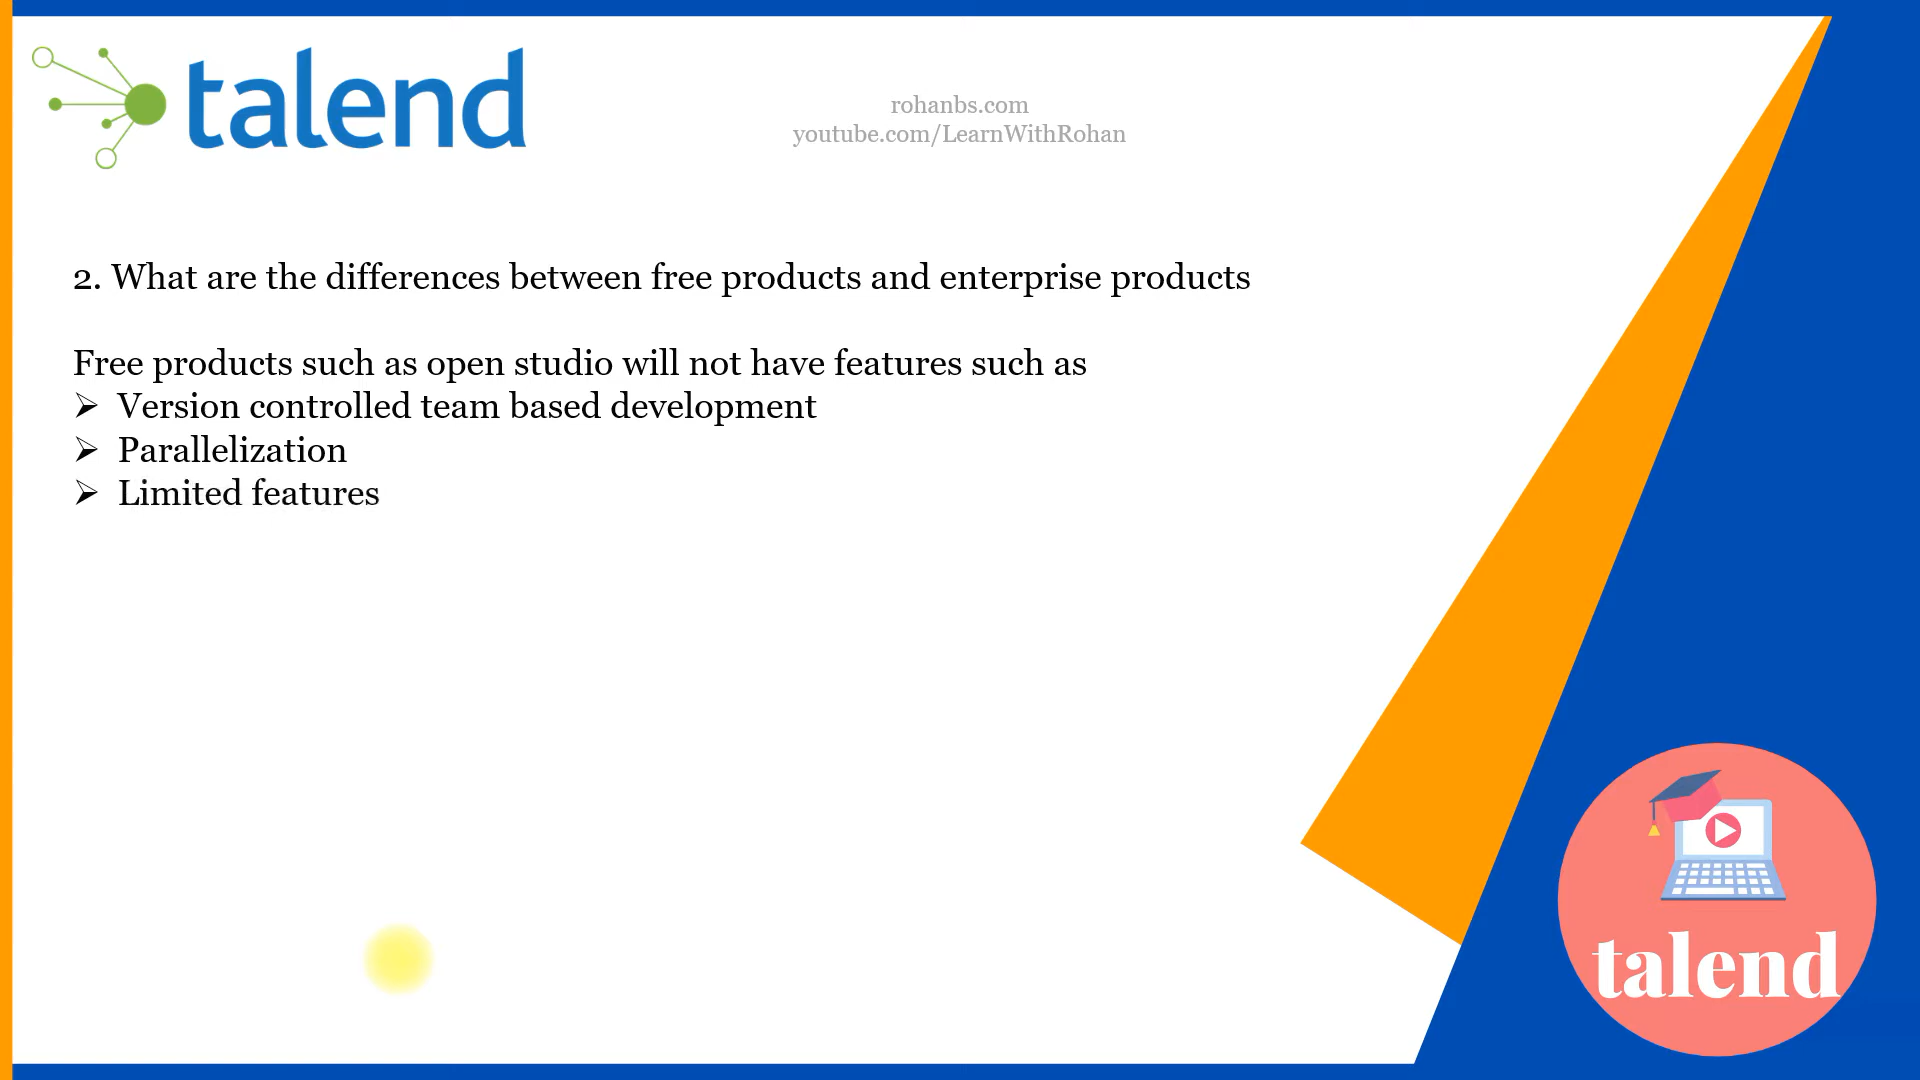 talend
rohanbs.com
youtube.com/LearnWithRohan
2. What are the differences between free products and enterprise products
Free products such as open studio will not have features such as
➢ Version controlled team based development
➢ Parallelization
➢ Limited features
talend